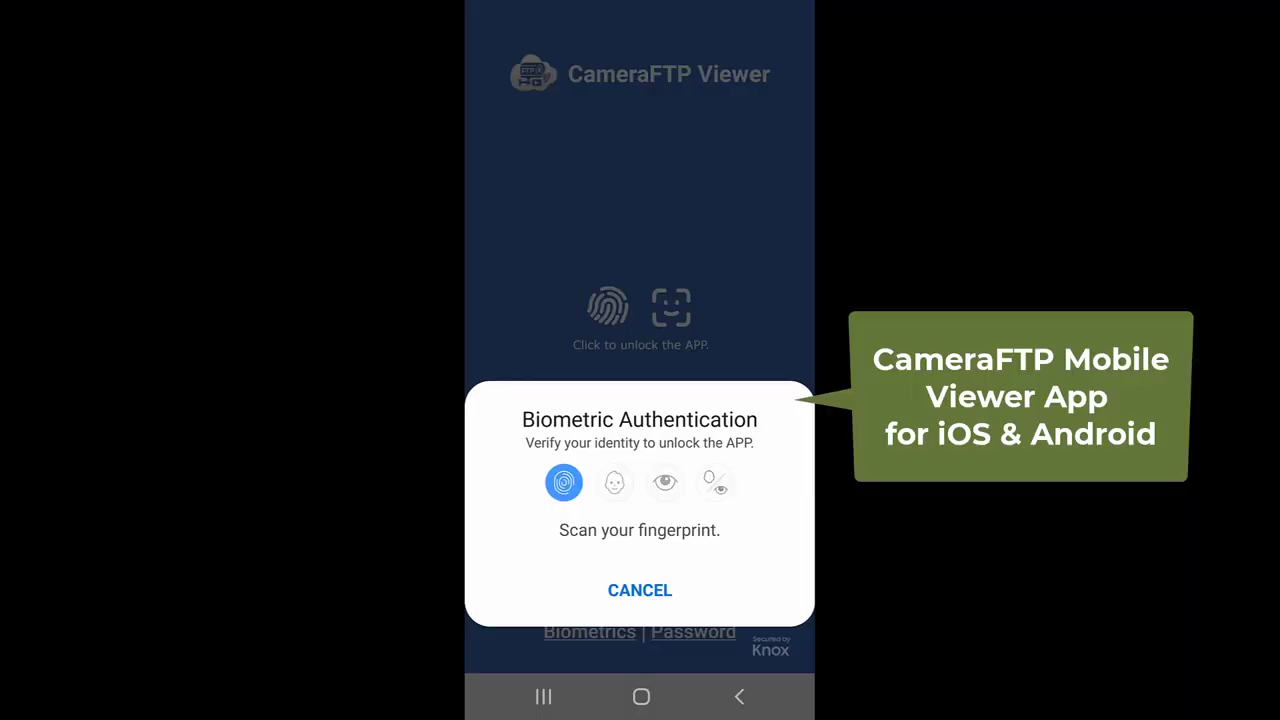 CameraFTP Viewer
Click to unlock the APP.
Biometric Authentication
Verify your identity to unlock the APP.
Scan your fingerprint.
CANCEL
Biometrics | Password
Secured by
Knox
CameraFTP Mobile
Viewer App
for iOS & Android